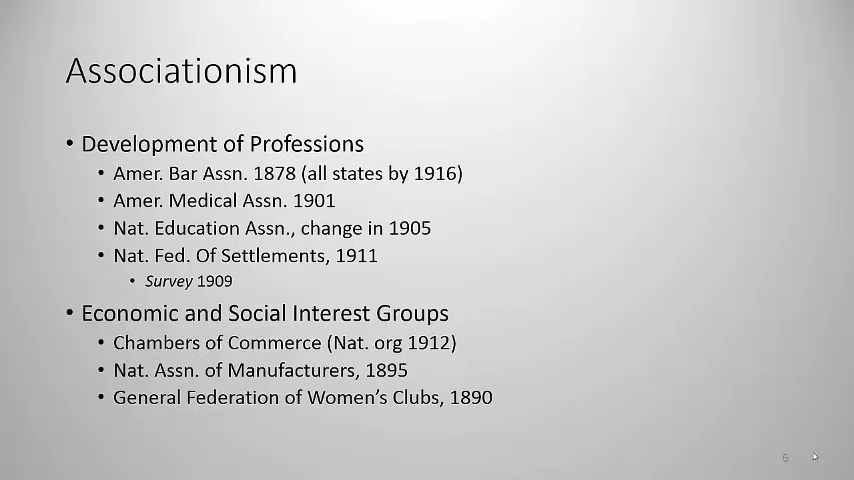 Associationism
• Development of Professions
• Amer. Bar Assn. 1878 (all states by 1916)
• Amer. Medical Assn. 1901
• Nat. Education Assn., change in 1905
• Nat. Fed. Of Settlements, 1911
• Survey 1909
• Economic and Social Interest Groups
• Chambers of Commerce (Nat. org 1912)
• Nat. Assn. of Manufacturers, 1895
• General Federation of Women’s Clubs, 1890
6